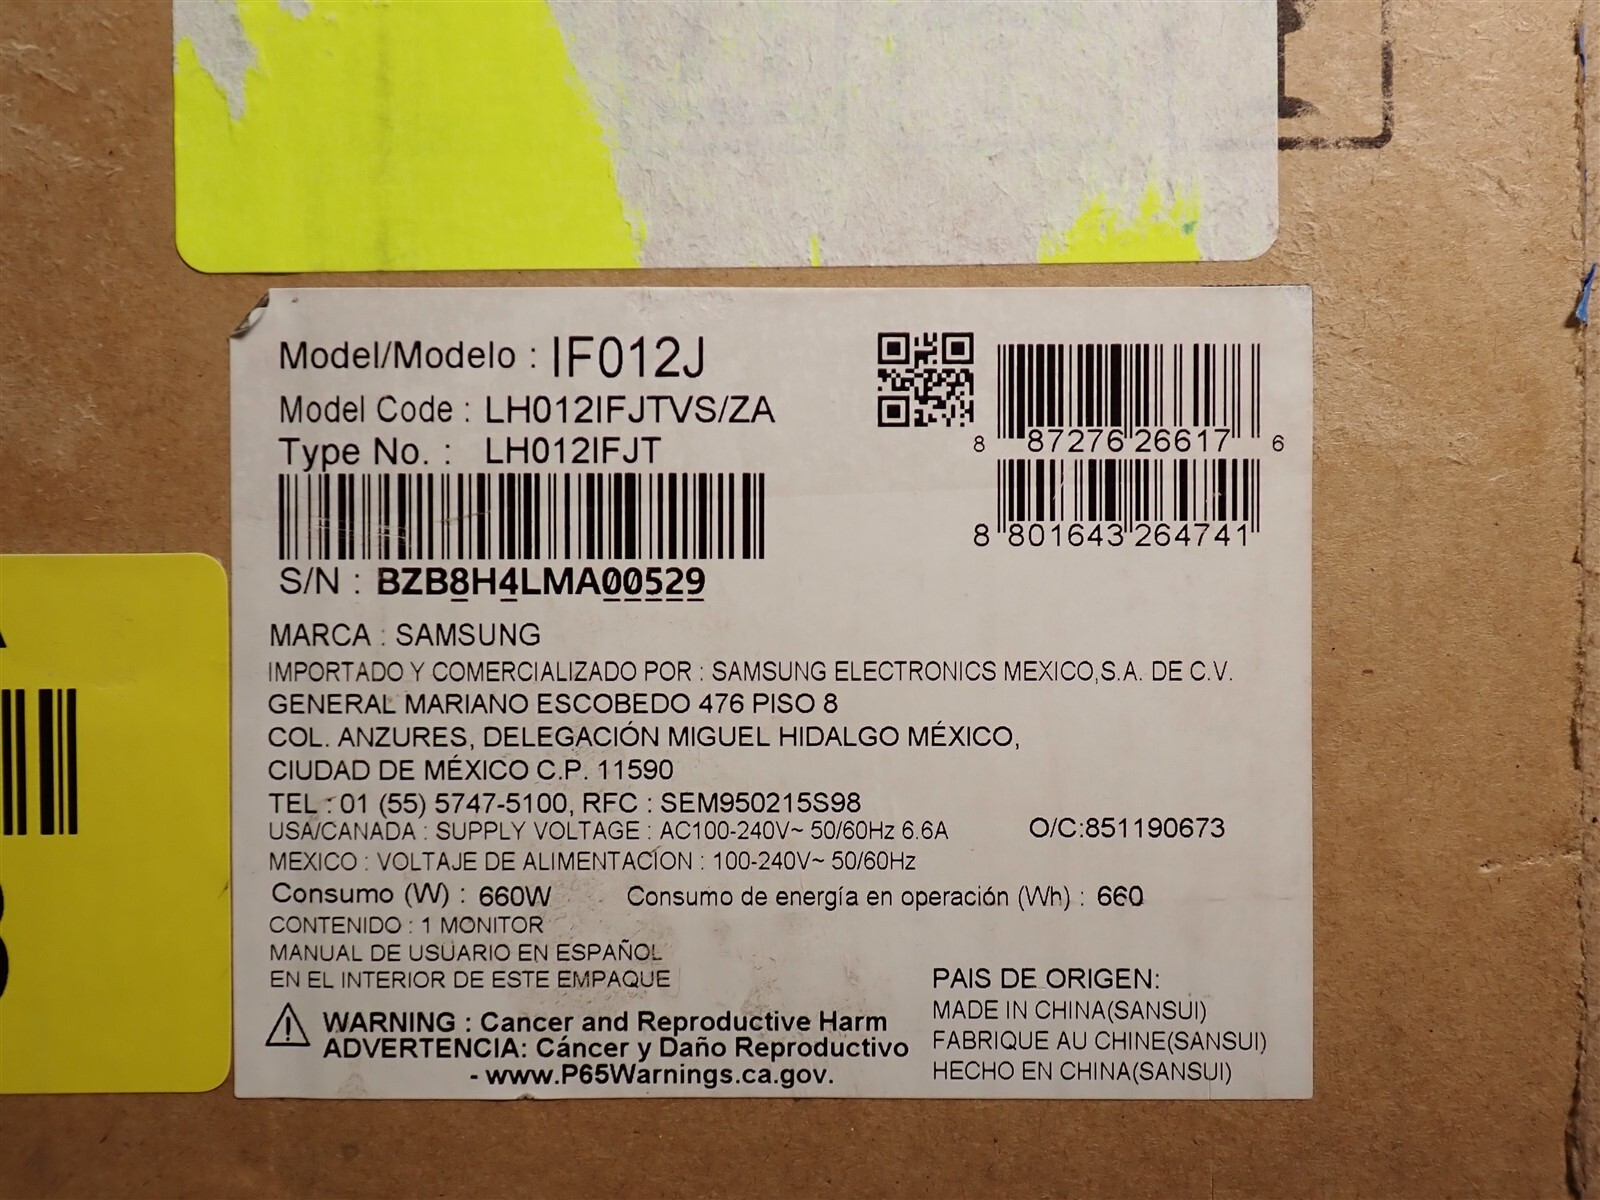 Model/Modelo : IF012J
Model Code : LH012IFJTVS/ZA
Type No. : LH012IFJT
8 87276 26617 6
8 801643 264741
S/N : BZB8H4LMA00529
MARCA : SAMSUNG
IMPORTADO Y COMERCIALIZADO POR : SAMSUNG ELECTRONICS MEXICO,S.A. DE C.V.
GENERAL MARIANO ESCOBEDO 476 PISO 8
COL. ANZURES, DELEGACIÓN MIGUEL HIDALGO MÉXICO,
CIUDAD DE MÉXICO C.P. 11590
TEL : 01 (55) 5747-5100, RFC : SEM950215S98
USA/CANADA : SUPPLY VOLTAGE : AC100-240V~ 50/60Hz 6.6A
O/C:851190673
MEXICO : VOLTAJE DE ALIMENTACION : 100-240V~ 50/60Hz
Consumo (W) : 660W Consumo de energía en operación (Wh) : 660
CONTENIDO : 1 MONITOR
MANUAL DE USUARIO EN ESPAÑOL
EN EL INTERIOR DE ESTE EMPAQUE
WARNING : Cancer and Reproductive Harm
ADVERTENCIA: Cáncer y Daño Reproductivo
- www.P65Warnings.ca.gov.
PAIS DE ORIGEN:
MADE IN CHINA(SANSUI)
FABRIQUE AU CHINE(SANSUI)
HECHO EN CHINA(SANSUI)